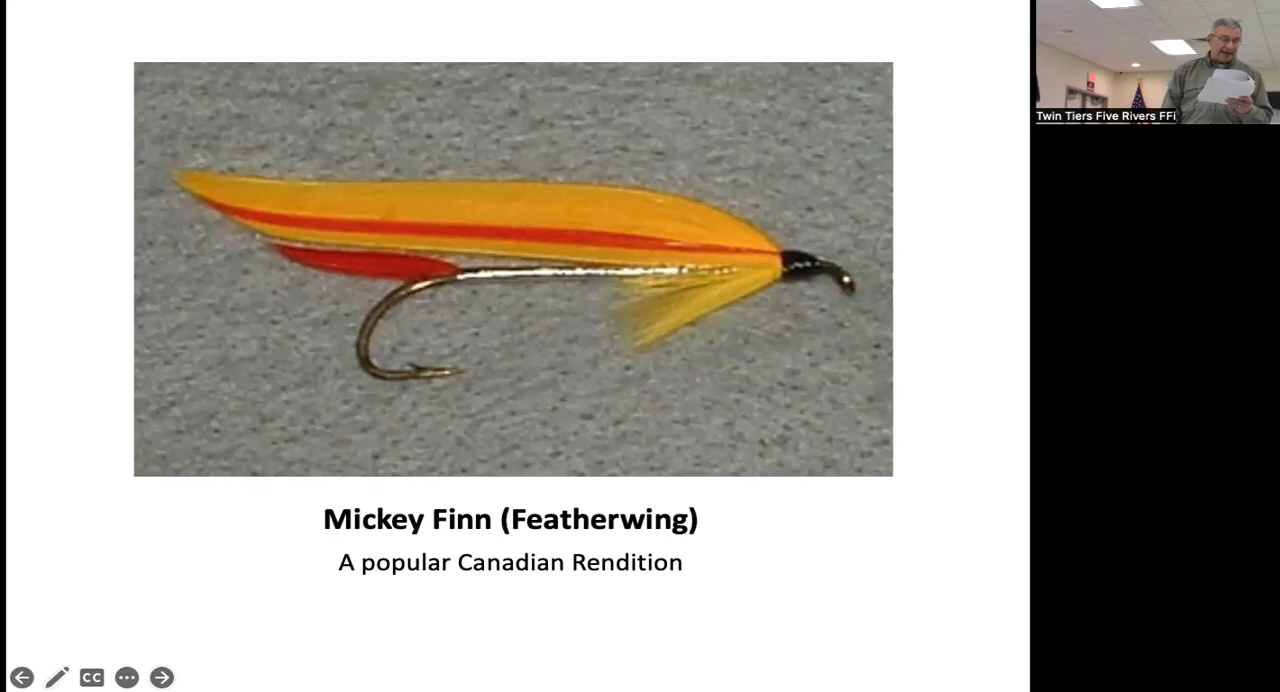 Twin Tiers Five Rivers FFi
Mickey Finn (Featherwing)
A popular Canadian Rendition
CC